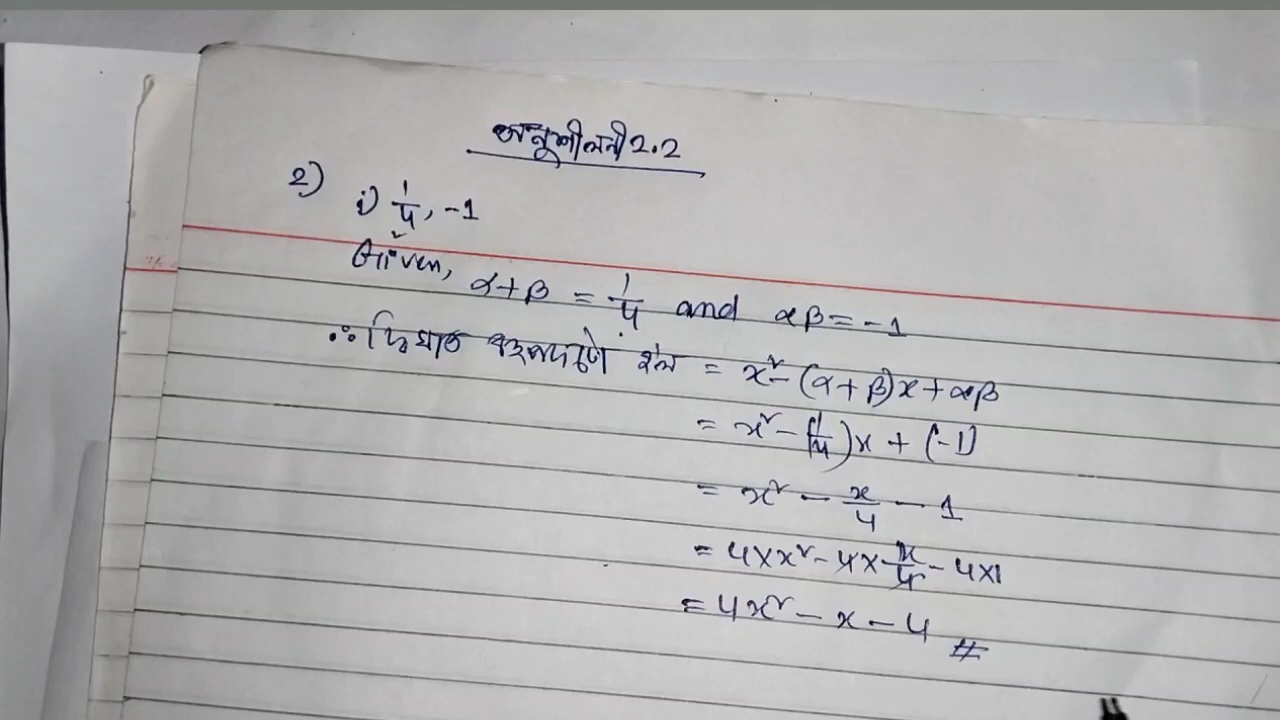 অনুশীলনী 2.2
2)
i) 1/4, -1
Given, α+β = 1/4 and αβ = -1
∴ দ্বিঘাত বহুপদটো হ'ল = x² - (α+β)x + αβ
= x² - (1/4)x + (-1)
= x² - x/4 - 1
= 4×x² - 4×x/4 - 4×1
= 4x² - x - 4 #